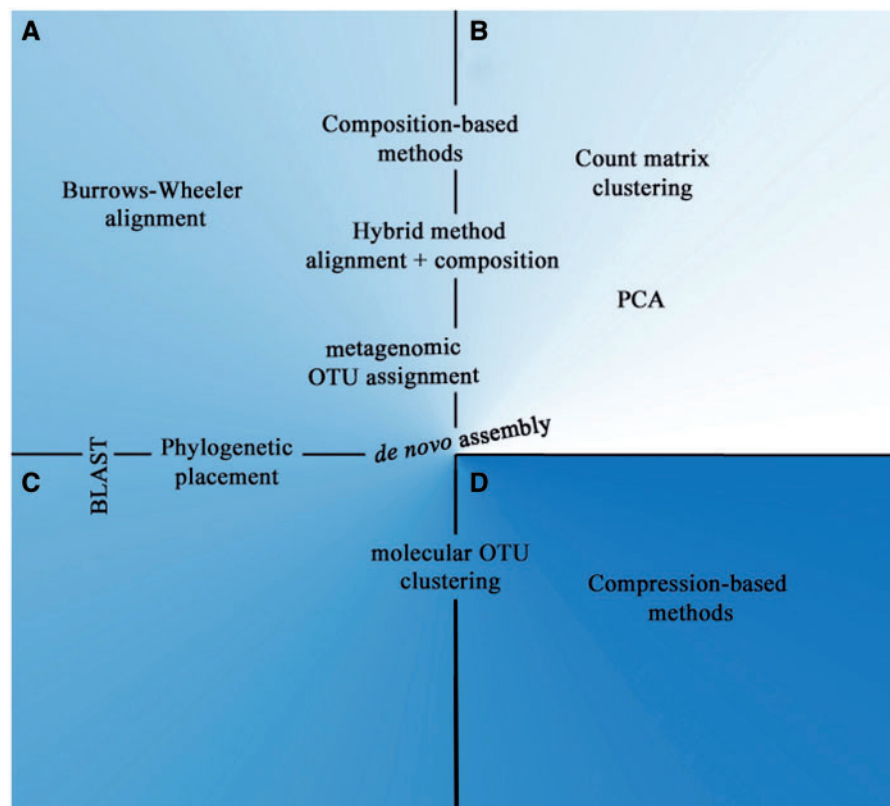 A
B
Composition-based
methods
Count matrix
clustering
Burrows-Wheeler
alignment
Hybrid method
alignment + composition
PCA
metagenomic
OTU assignment
de novo assembly
BLAST
Phylogenetic
placement
C
D
molecular OTU
clustering
Compression-based
methods